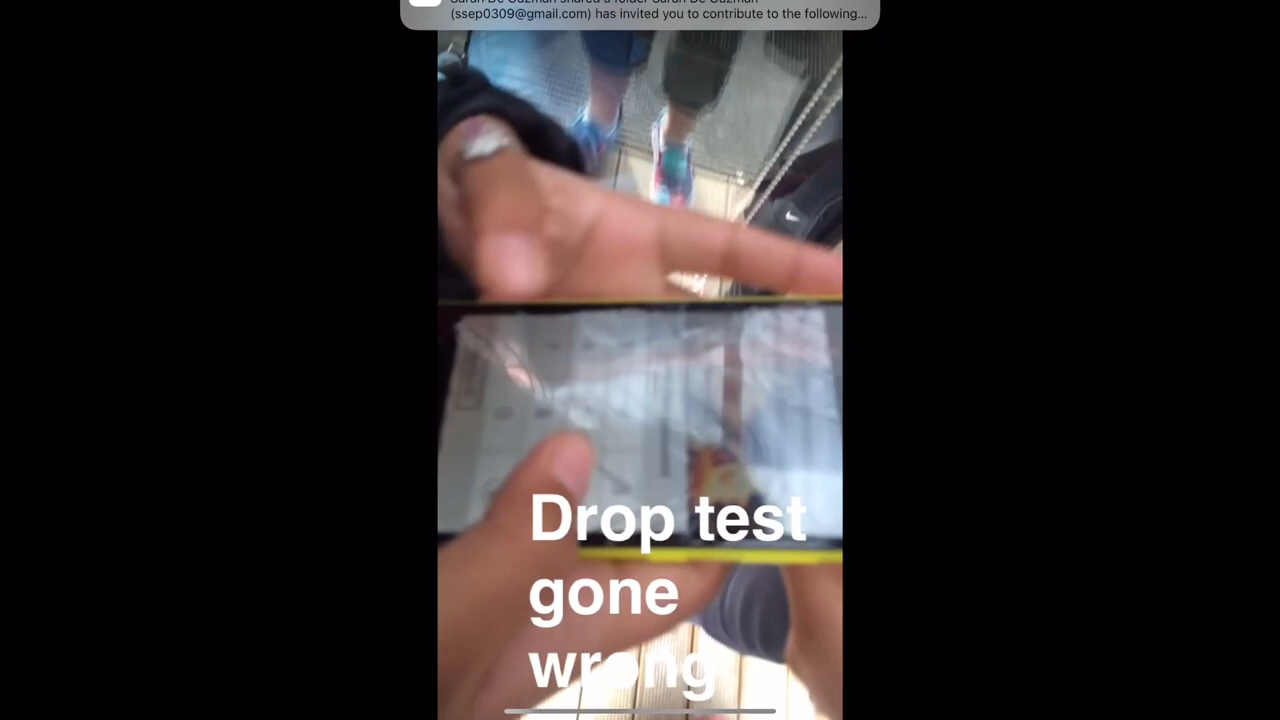 (ssep0309@gmail.com) has invited you to contribute to the following...
Drop test
gone
wrong